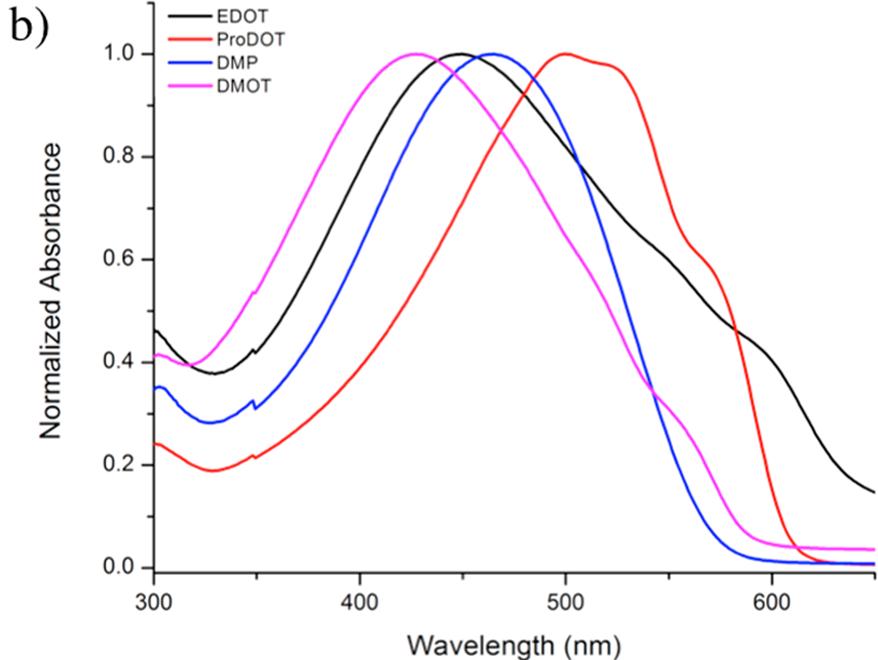 b)
EDOT
ProDOT
DMP
DMOT
1.0
0.8
0.6
0.4
0.2
0.0
Normalized Absorbance
300 400 500 600
Wavelength (nm)